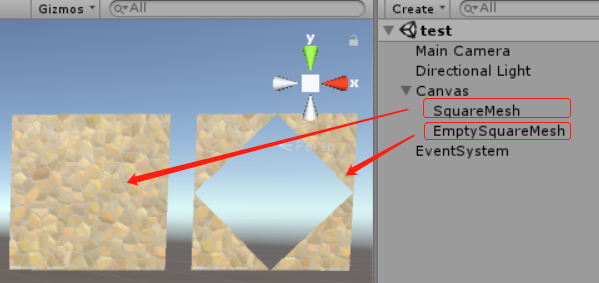 Gizmos All
y
x
Persp
Create All
test
Main Camera
Directional Light
Canvas
SquareMesh
EmptySquareMesh
EventSystem